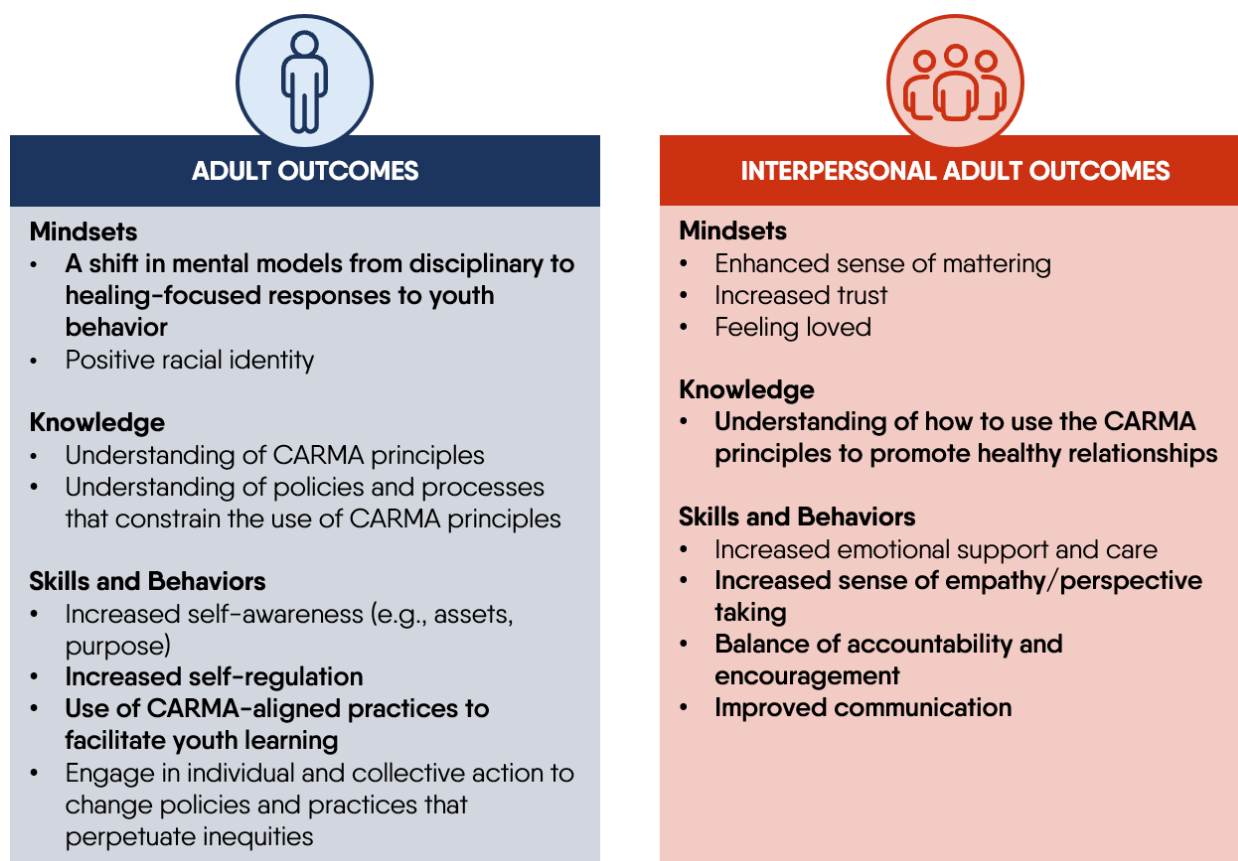 ADULT OUTCOMES
Mindsets
• A shift in mental models from disciplinary to
healing-focused responses to youth
behavior
• Positive racial identity
Knowledge
• Understanding of CARMA principles
• Understanding of policies and processes
that constrain the use of CARMA principles
Skills and Behaviors
• Increased self-awareness (e.g., assets,
purpose)
• Increased self-regulation
• Use of CARMA-aligned practices to
facilitate youth learning
• Engage in individual and collective action to
change policies and practices that
perpetuate inequities
INTERPERSONAL ADULT OUTCOMES
Mindsets
• Enhanced sense of mattering
• Increased trust
• Feeling loved
Knowledge
• Understanding of how to use the CARMA
principles to promote healthy relationships
Skills and Behaviors
• Increased emotional support and care
• Increased sense of empathy/perspective
taking
• Balance of accountability and
encouragement
• Improved communication